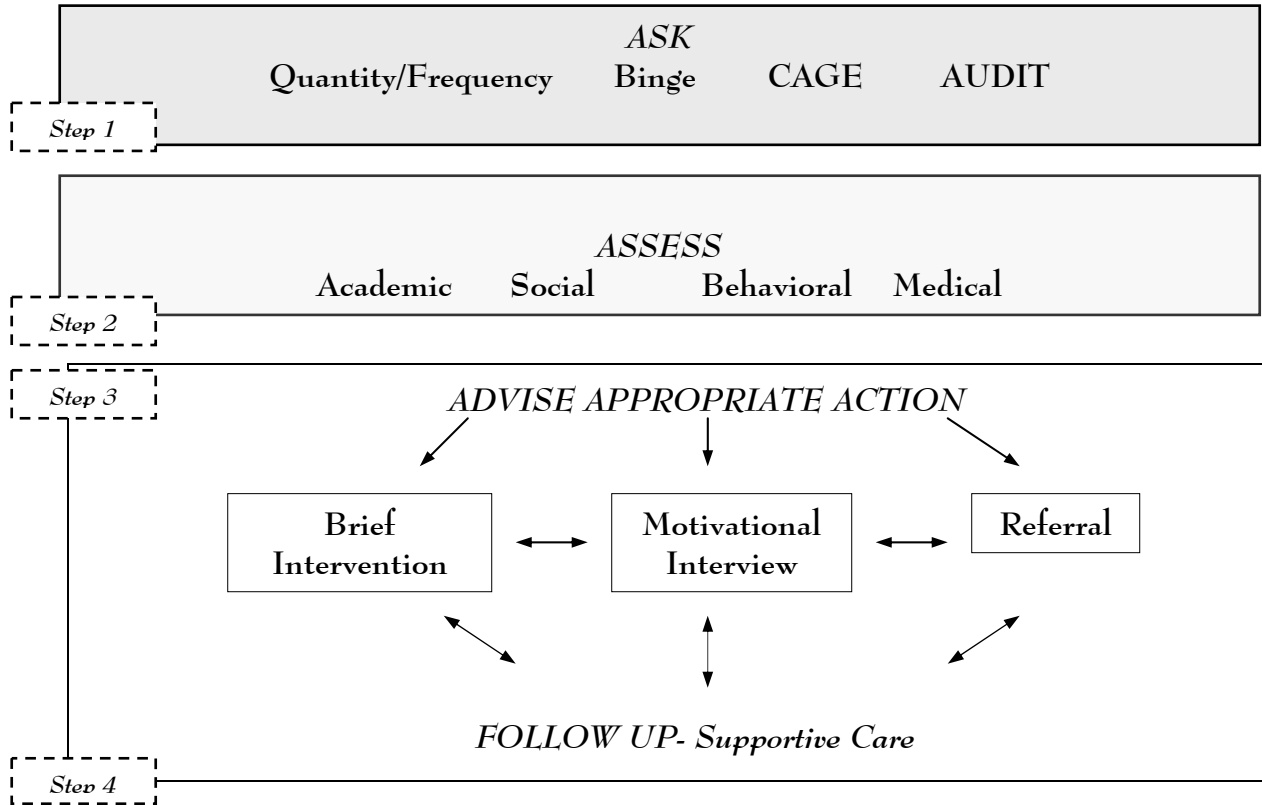 ASK
Quantity/Frequency Binge CAGE AUDIT
Step 1
ASSESS
Academic Social Behavioral Medical
Step 2
Step 3
ADVISE APPROPRIATE ACTION
Brief
Intervention
Motivational
Interview
Referral
FOLLOW UP- Supportive Care
Step 4